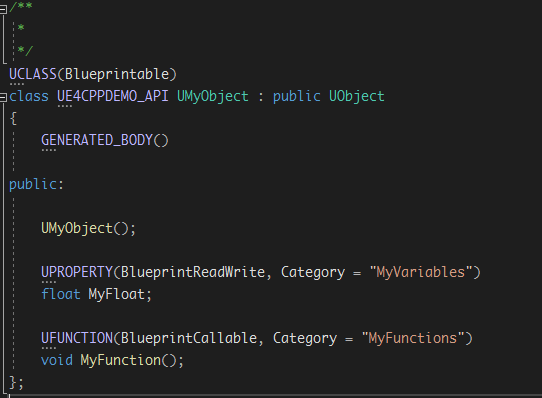 /**
*
*/
UCLASS(Blueprintable)
class UE4CPPDEMO_API UMyObject : public UObject
{
GENERATED_BODY()
public:
UMyObject();
UPROPERTY(BlueprintReadWrite, Category = "MyVariables")
float MyFloat;
UFUNCTION(BlueprintCallable, Category = "MyFunctions")
void MyFunction();
};